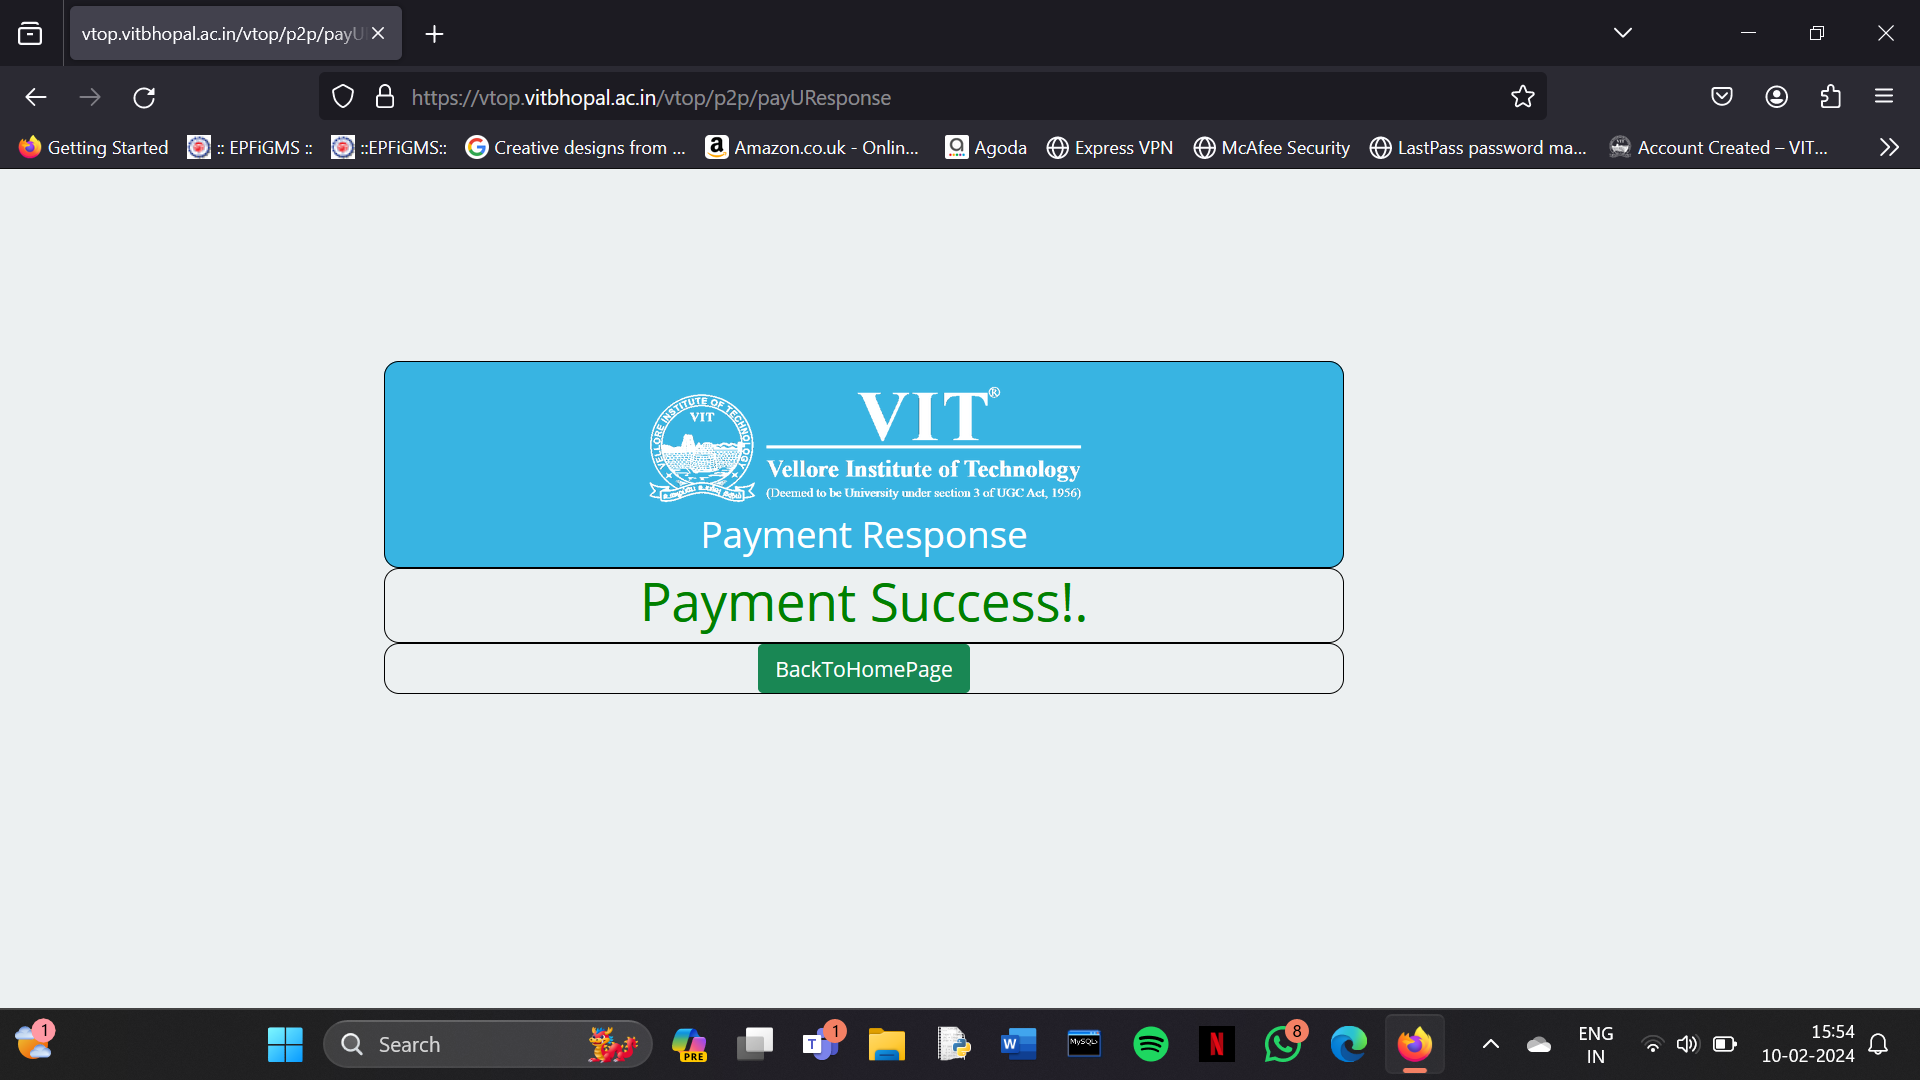 vtop.vitbhopal.ac.in/vtop/p2p/payU
https://vtop.vitbhopal.ac.in/vtop/p2p/payUResponse
Getting Started
:: EPFiGMS ::
::EPFiGMS::
Creative designs from ...
Amazon.co.uk - Onlin...
Agoda
Express VPN
McAfee Security
LastPass password ma...
Account Created – VIT...
VELLORE INSTITUTE OF TECHNOLOGY
VIT
VIT®
Vellore Institute of Technology
(Deemed to be University under section 3 of UGC Act, 1956)
Payment Response
Payment Success!.
BackToHomePage
1
Search
PRE
T
1
W
MySQL>
N
8
ENG
IN
15:54
10-02-2024